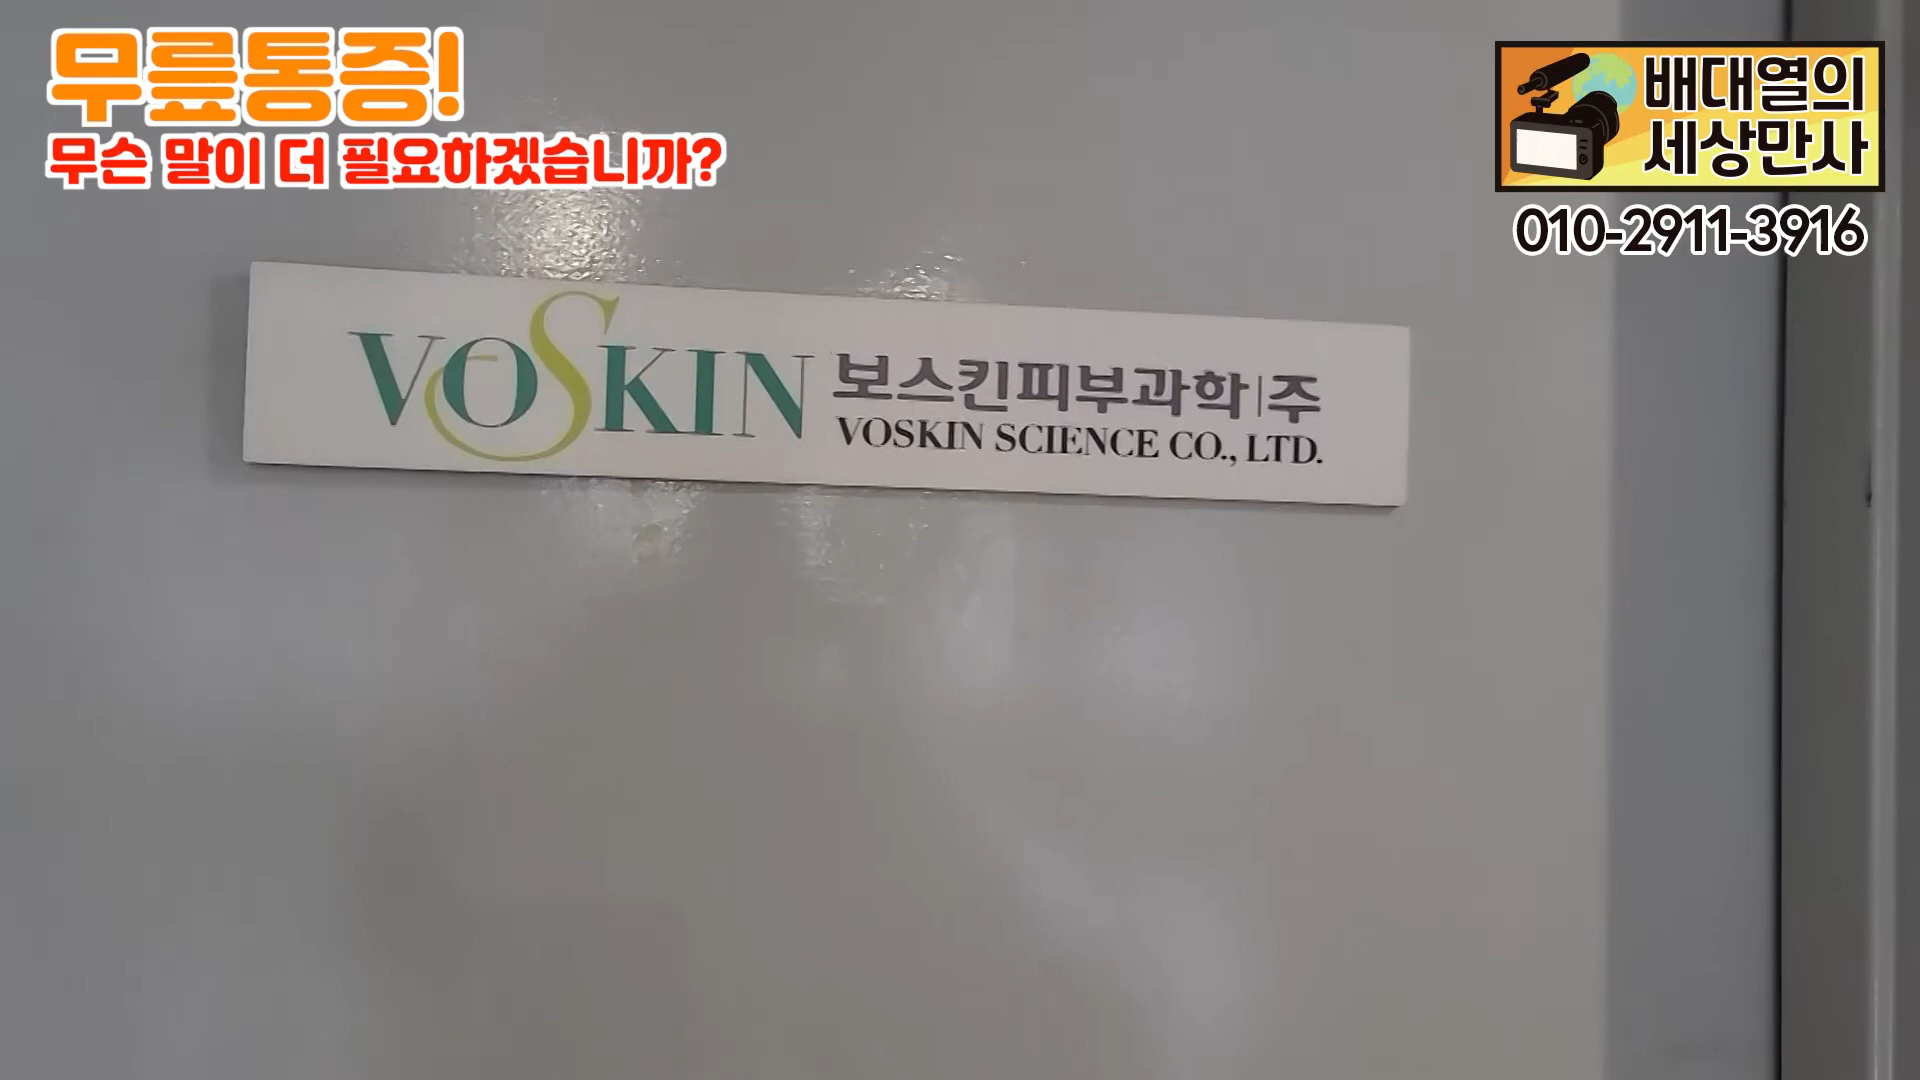 무릎통증!
무슨 말이 더 필요하겠습니까?
배대열의
세상만사
010-2911-3916
VOSKIN
보스킨피부과학|주
VOSKIN SCIENCE CO., LTD.